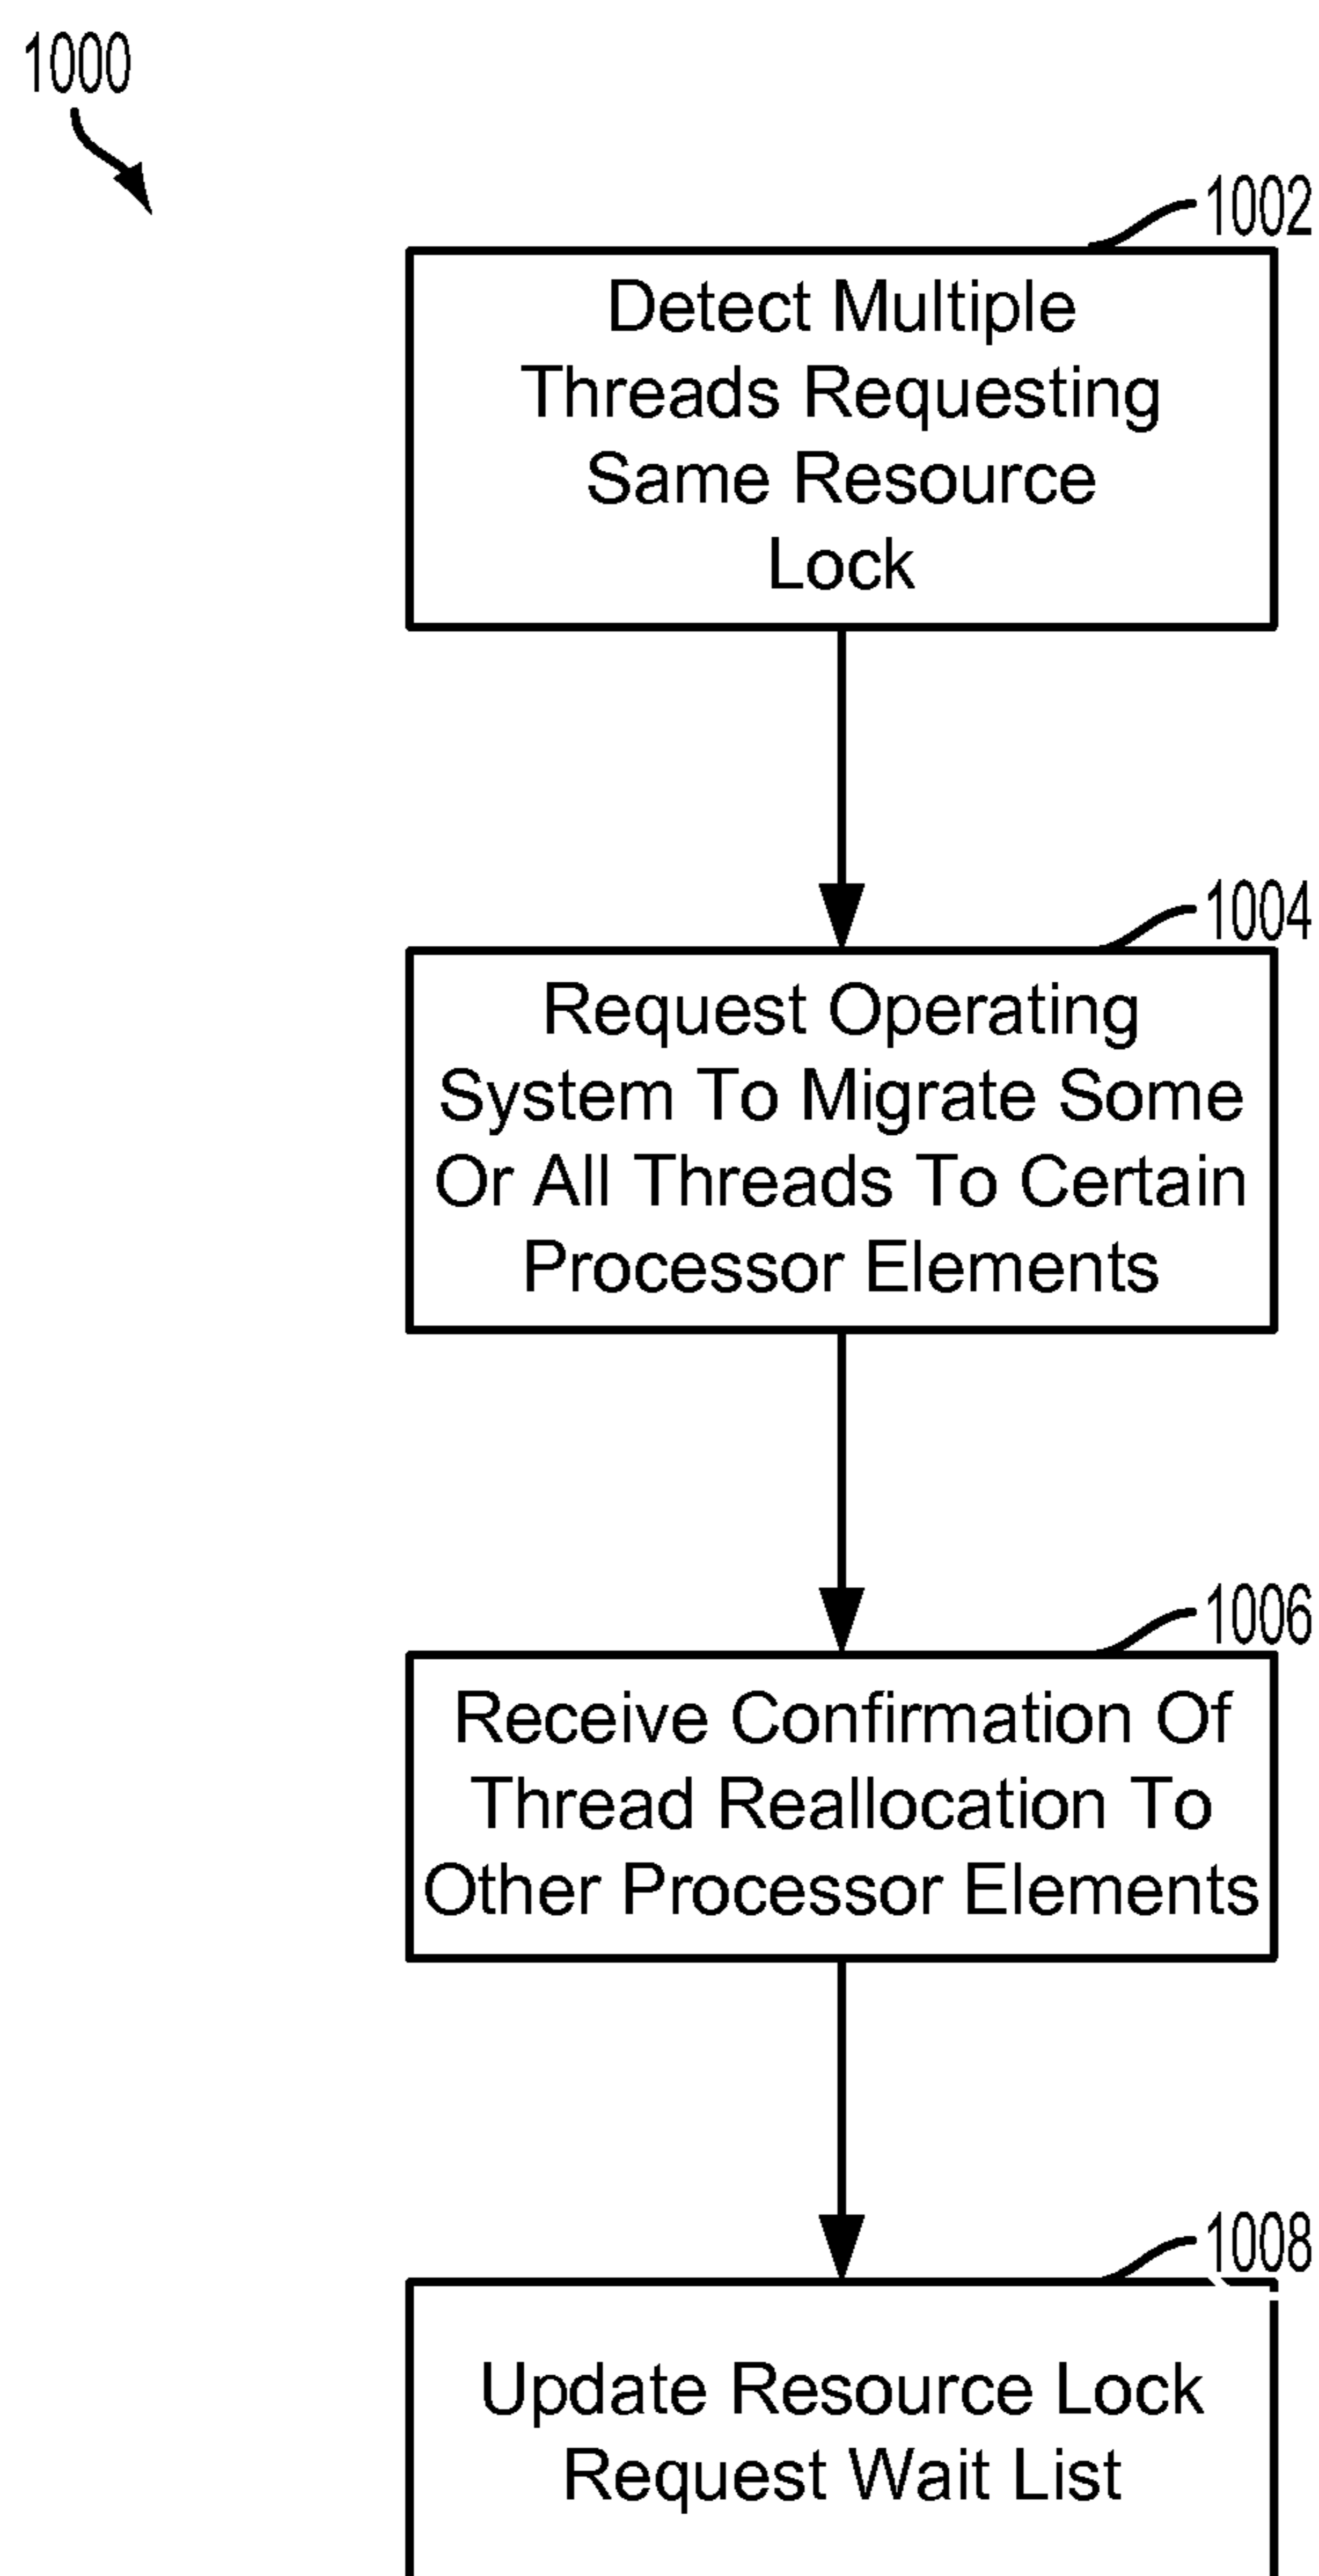 1000
1002
Detect Multiple
Threads Requesting
Same Resource
Lock
1004
Request Operating
System To Migrate Some
Or All Threads To Certain
Processor Elements
1006
Receive Confirmation Of
Thread Reallocation To
Other Processor Elements
1008
Update Resource Lock
Request Wait List